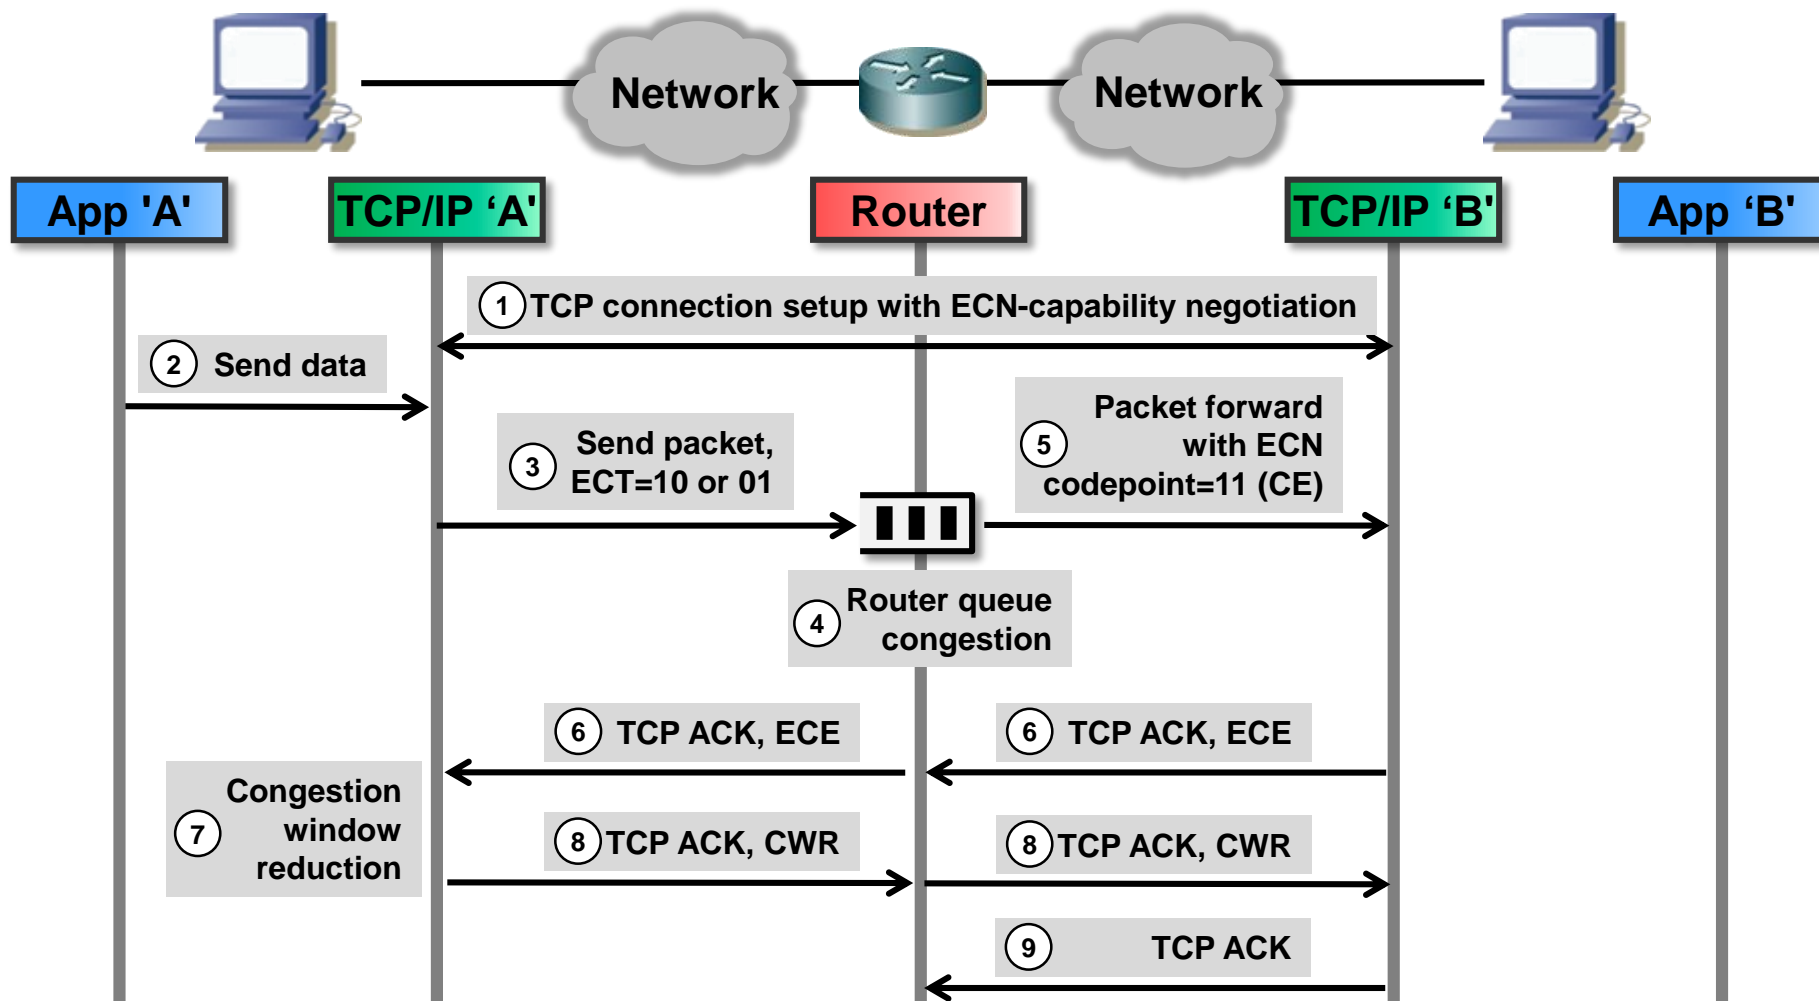 Network
Network
App 'A'
TCP/IP ‘A'
Router
TCP/IP ‘B'
App ‘B'
1 TCP connection setup with ECN-capability negotiation
2 Send data
3 Send packet,
ECT=10 or 01
5 Packet forward
with ECN
codepoint=11 (CE)
4 Router queue
congestion
6 TCP ACK, ECE
6 TCP ACK, ECE
7 Congestion
window
reduction
8 TCP ACK, CWR
8 TCP ACK, CWR
9 TCP ACK